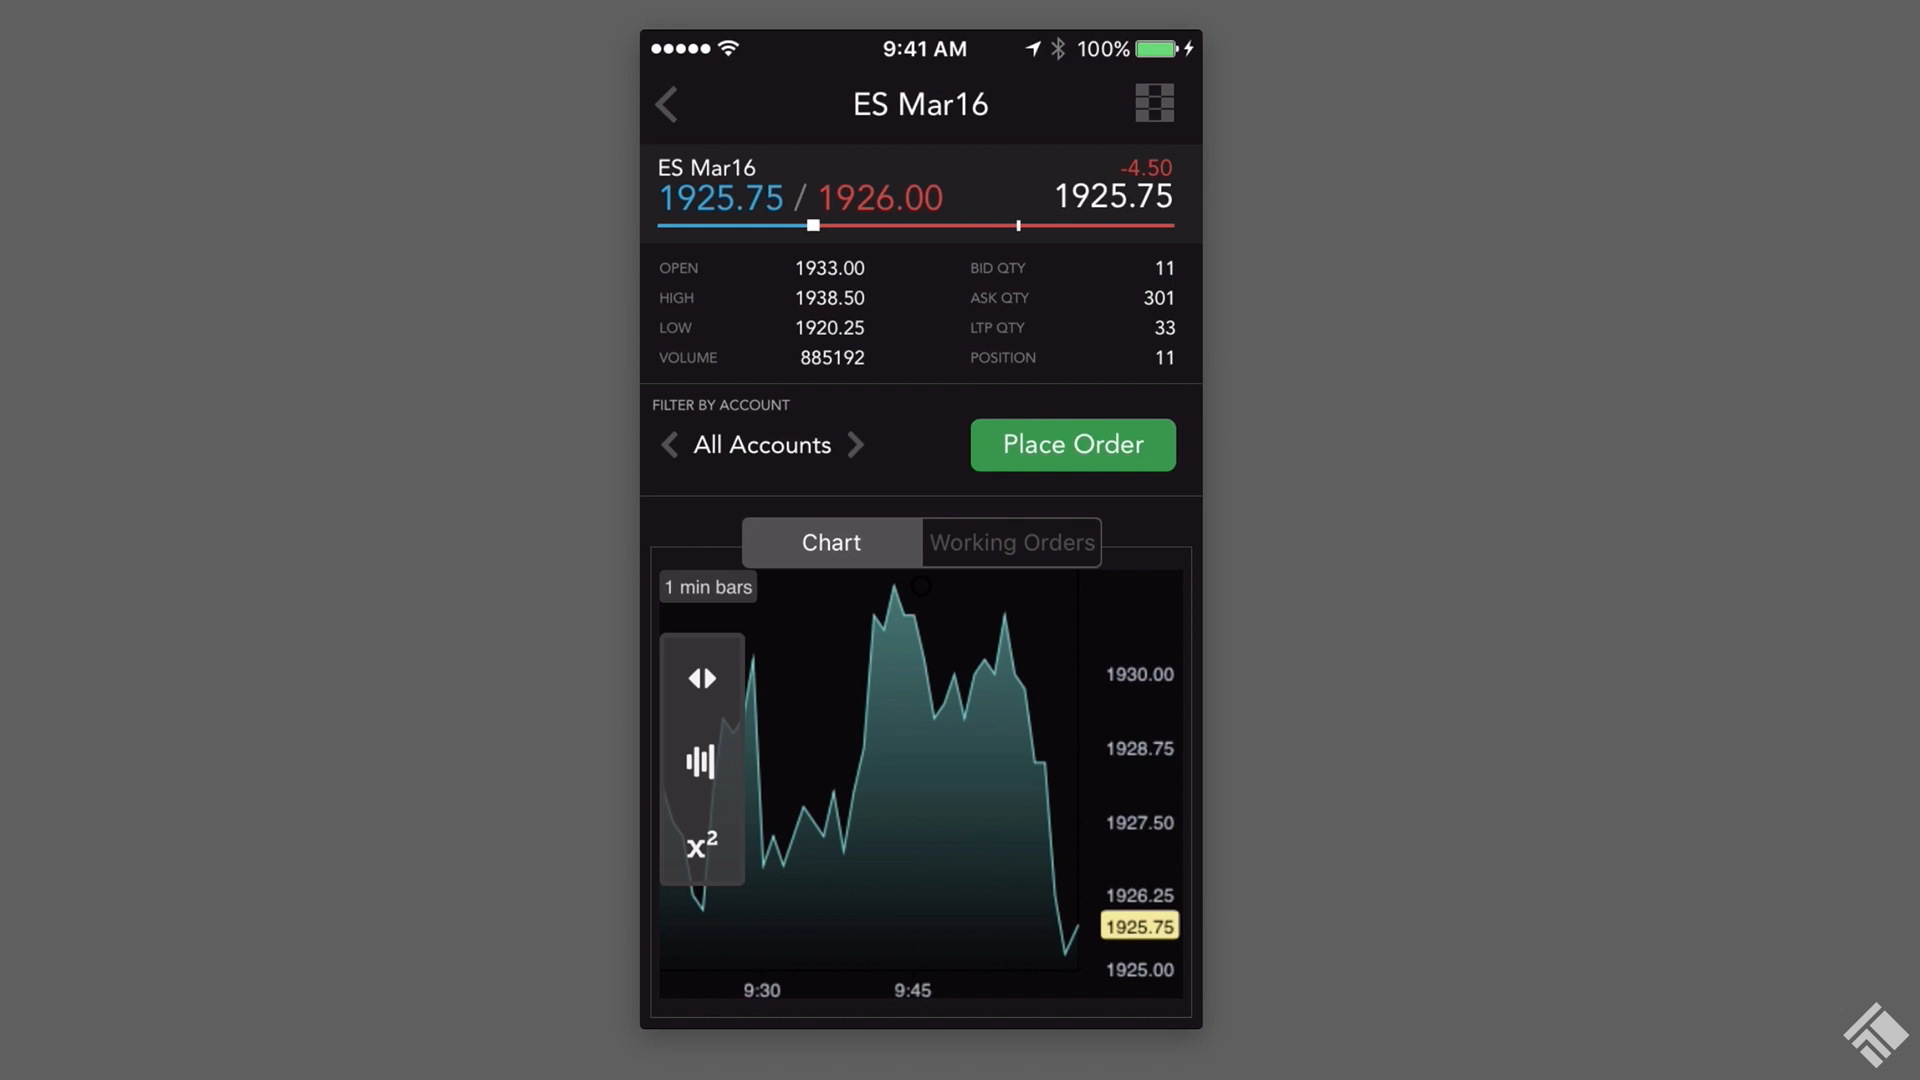 9:41 AM 100%
ES Mar16
ES Mar16 -4.50
1925.75 / 1926.00 1925.75
OPEN 1933.00 BID QTY 11
HIGH 1938.50 ASK QTY 301
LOW 1920.25 LTP QTY 33
VOLUME 885192 POSITION 11
FILTER BY ACCOUNT
All Accounts Place Order
Chart Working Orders
1 min bars
x²
1930.00
1928.75
1927.50
1926.25
1925.75
1925.00
9:30 9:45